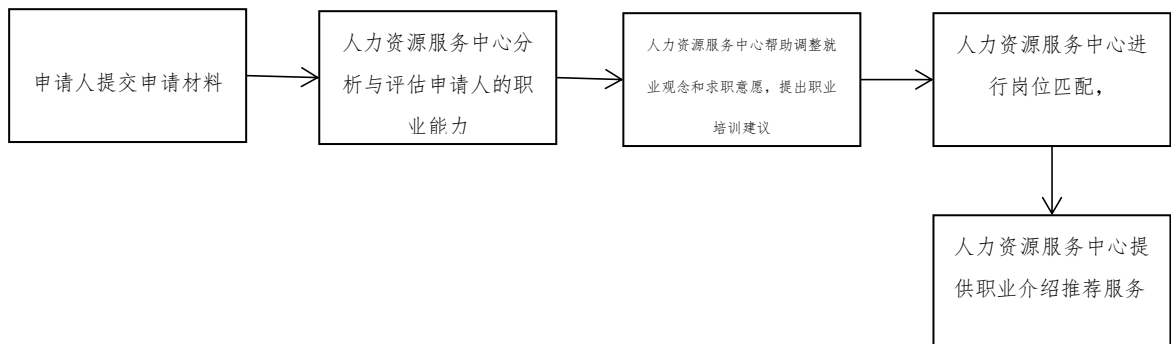 申请人提交申请材料
人力资源服务中心分
析与评估申请人的职
业能力
人力资源服务中心帮助调整就
业观念和求职意愿，提出职业
培训建议
人力资源服务中心进
行岗位匹配，
人力资源服务中心提
供职业介绍推荐服务